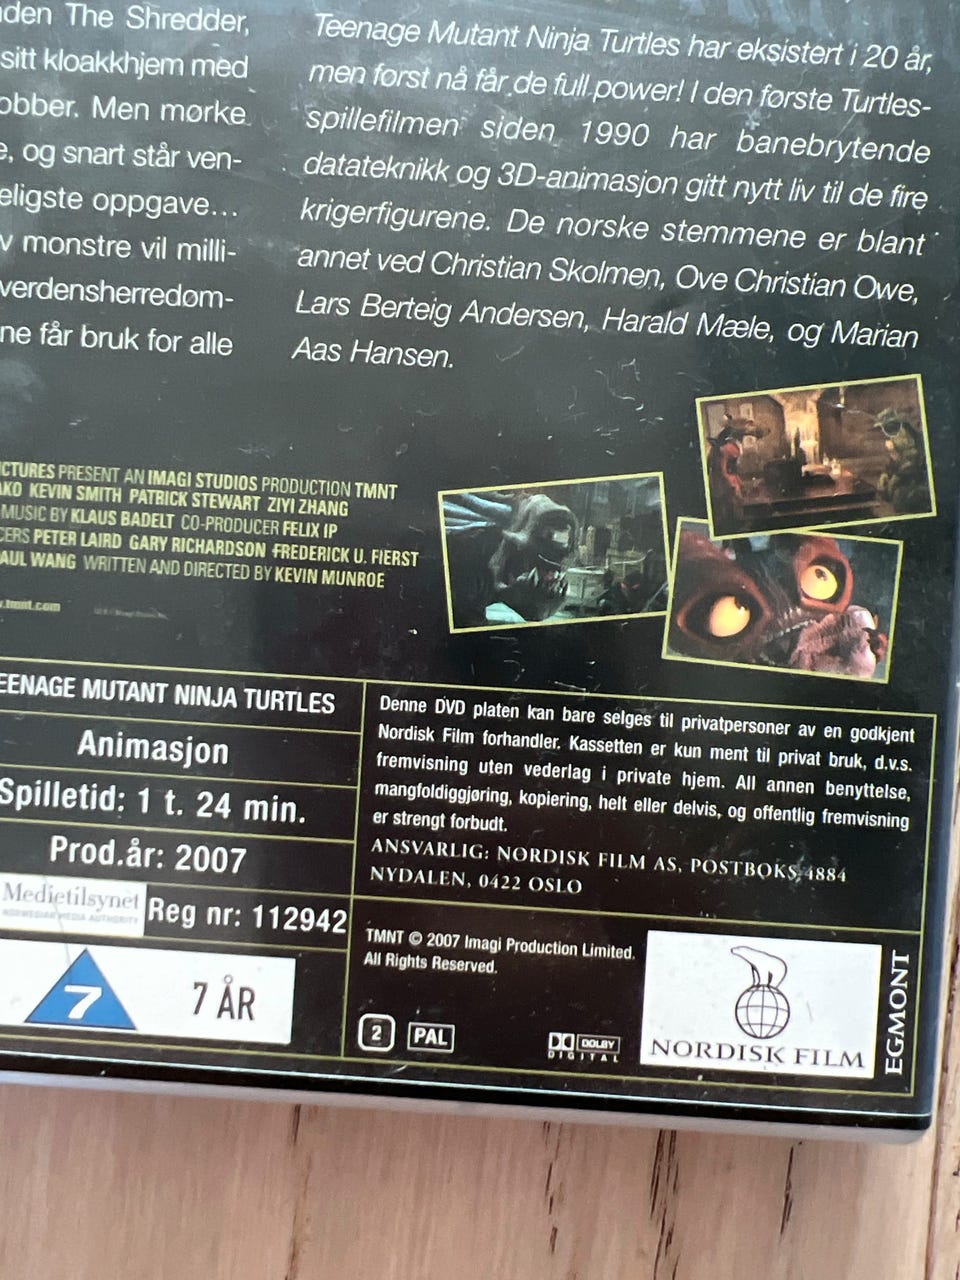 den The Shredder,
sitt kloakkhjem med
obber. Men mørke
e, og snart står ven-
eligste oppgave...
v monstre vil milli-
verdensherredøm-
ne får bruk for alle
Teenage Mutant Ninja Turtles har eksistert i 20 år,
men først nå får de full power! I den første Turtles-
spillefilmen siden 1990 har banebrytende
datateknikk og 3D-animasjon gitt nytt liv til de fire
krigerfigurene. De norske stemmene er blant
annet ved Christian Skolmen, Ove Christian Owe,
Lars Berteig Andersen, Harald Mæle, og Marian
Aas Hansen.
CTURES PRESENT AN IMAGI STUDIOS PRODUCTION TMNT
AKO KEVIN SMITH PATRICK STEWART ZIYI ZHANG
MUSIC BY KLAUS BADELT CO-PRODUCER FELIX IP
CERS PETER LAIRD GARY RICHARDSON FREDERICK U. FIERST
AUL WANG WRITTEN AND DIRECTED BY KEVIN MUNROE
.tmnt.com
EENAGE MUTANT NINJA TURTLES
Animasjon
Spilletid: 1 t. 24 min.
Prod.år: 2007
Medietilsynet
NORWEGIAN MEDIA AUTHORITY
Reg nr: 112942
7
7 ÅR
Denne DVD platen kan bare selges til privatpersoner av en godkjent
Nordisk Film forhandler. Kassetten er kun ment til privat bruk, d.v.s.
fremvisning uten vederlag i private hjem. All annen benyttelse,
mangfoldiggjøring, kopiering, helt eller delvis, og offentlig fremvisning
er strengt forbudt.
ANSVARLIG: NORDISK FILM AS, POSTBOKS 4884
NYDALEN, 0422 OSLO
TMNT © 2007 Imagi Production Limited.
All Rights Reserved.
2
PAL
DOLBY
DIGITAL
NORDISK FILM
EGMONT